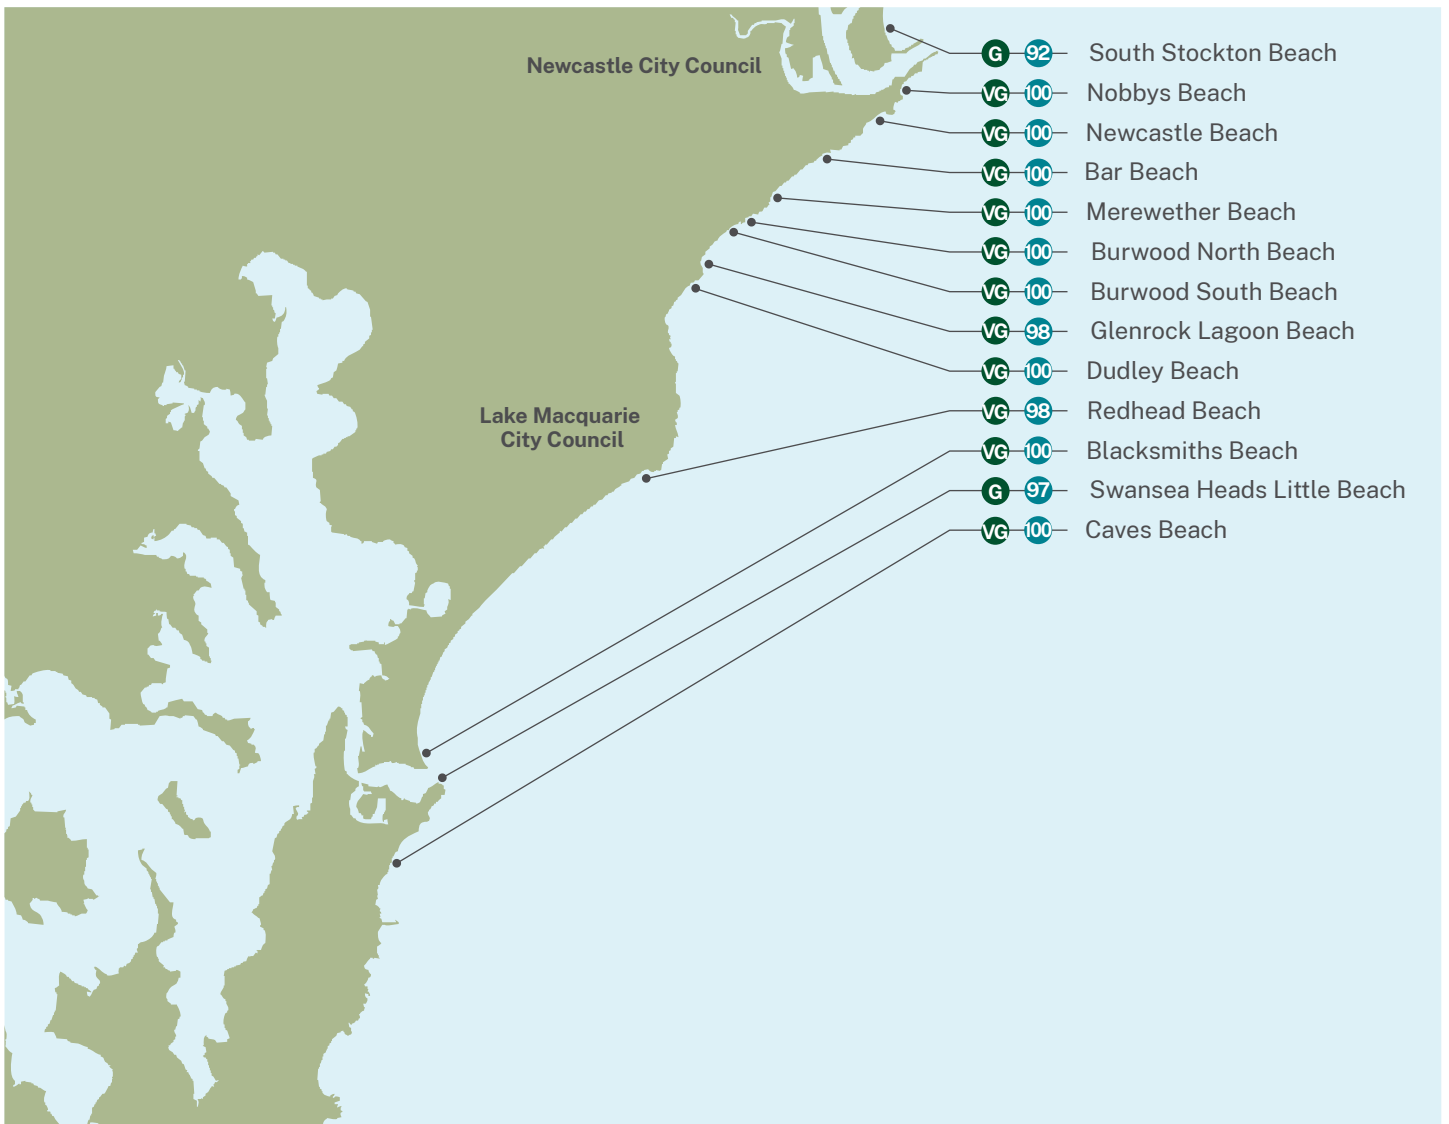 Newcastle City Council
G 92 South Stockton Beach
VG 100 Nobbys Beach
VG 100 Newcastle Beach
VG 100 Bar Beach
VG 100 Merewether Beach
VG 100 Burwood North Beach
VG 100 Burwood South Beach
VG 98 Glenrock Lagoon Beach
VG 100 Dudley Beach
Lake Macquarie
City Council
VG 98 Redhead Beach
VG 100 Blacksmiths Beach
G 97 Swansea Heads Little Beach
VG 100 Caves Beach